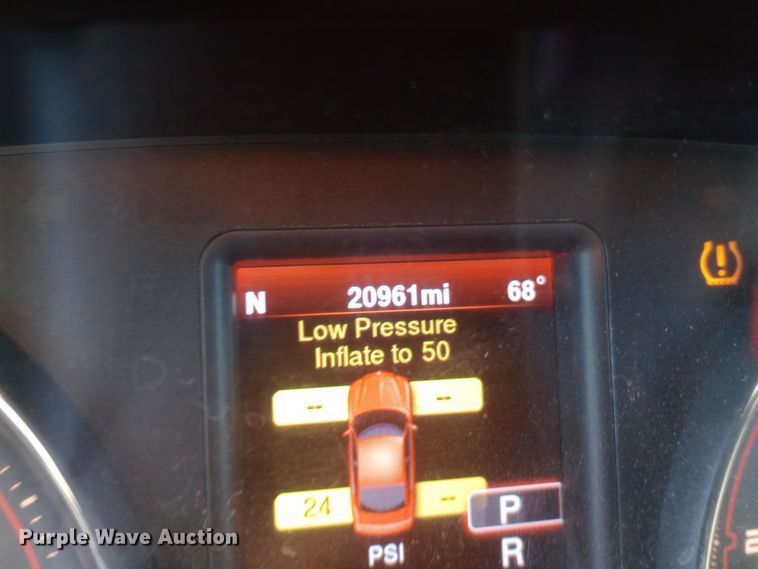 N 20961mi 68°
Low Pressure
Inflate to 50
-- --
24 --
P
PSI R
Purple Wave Auction